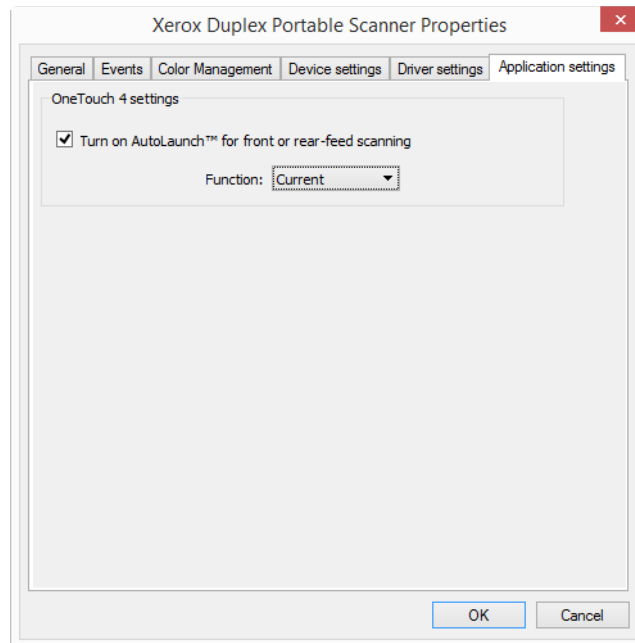 Xerox Duplex Portable Scanner Properties
General Events Color Management Device settings Driver settings Application settings
OneTouch 4 settings
Turn on AutoLaunch™ for front or rear-feed scanning
Function: Current
OK Cancel